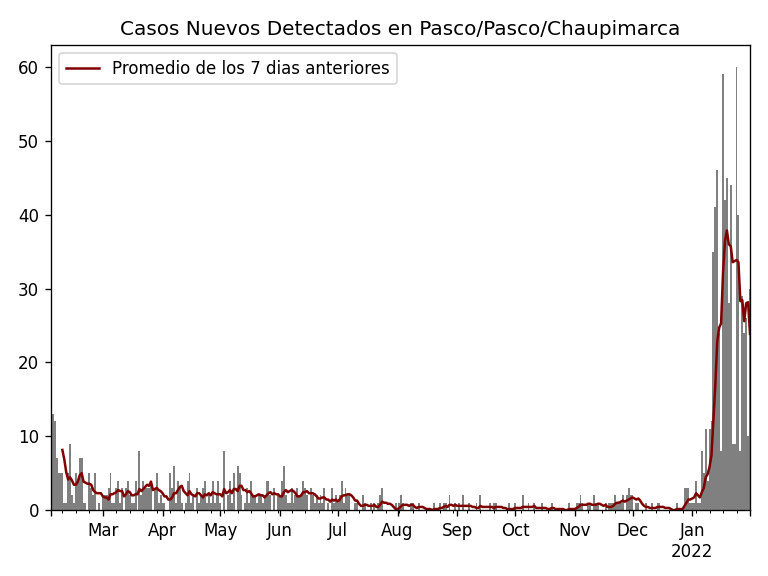 Casos Nuevos Detectados en Pasco/Pasco/Chaupimarca
Promedio de los 7 dias anteriores
60
50
40
30
20
10
0
Mar Apr May Jun Jul Aug Sep Oct Nov Dec Jan
2022